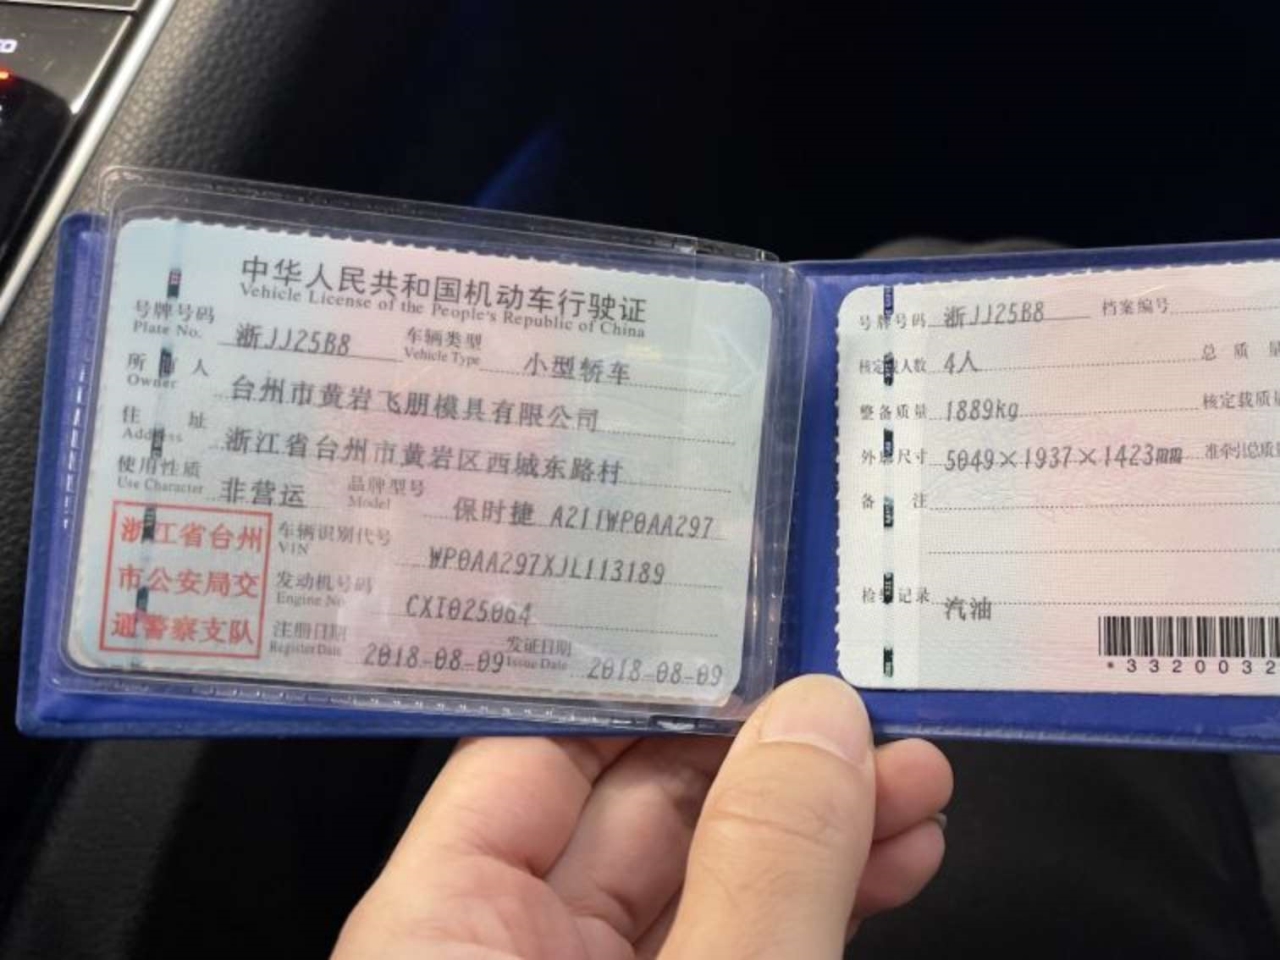 中华人民共和国机动车行驶证
Vehicle License of the People's Republic of China
号牌号码 浙JJ25B8 车辆类型 小型轿车
Plate No. Vehicle Type
所有人 台州市黄岩飞朋模具有限公司
Owner
住址 浙江省台州市黄岩区西城东路村
Address
使用性质 非营运 品牌型号 保时捷 A211WP0AA297
Use Character Model
浙江省台州
市公安局交
通警察支队
车辆识别代号 WP0AA297XJL113189
VIN
发动机号码 CXT025064
Engine No.
注册日期 2018-08-09 发证日期 2018-08-09
Register Date Issue Date
号牌号码 浙JJ25B8 档案编号
核定载人数 4人 总质量
整备质量 1889kg 核定载质量
外廓尺寸 5049×1937×1423mm 准牵引总质
备注
检验记录 汽油
*3320032